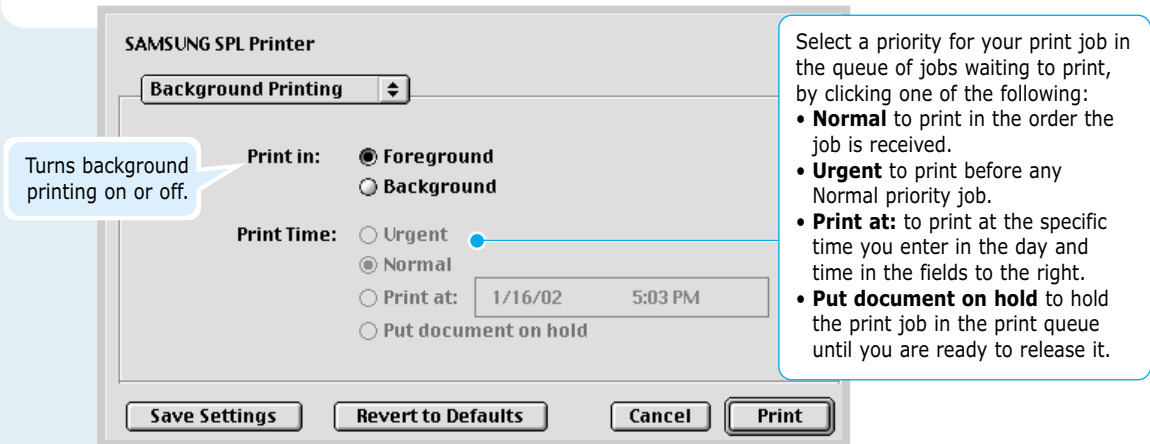 SAMSUNG SPL Printer
Background Printing
Turns background
printing on or off.
Print in:
Foreground
Background
Print Time:
Urgent
Normal
Print at: 1/16/02 5:03 PM
Put document on hold
Save Settings
Revert to Defaults
Cancel
Print
Select a priority for your print job in
the queue of jobs waiting to print,
by clicking one of the following:
• Normal to print in the order the
job is received.
• Urgent to print before any
Normal priority job.
• Print at: to print at the specific
time you enter in the day and
time in the fields to the right.
• Put document on hold to hold
the print job in the print queue
until you are ready to release it.